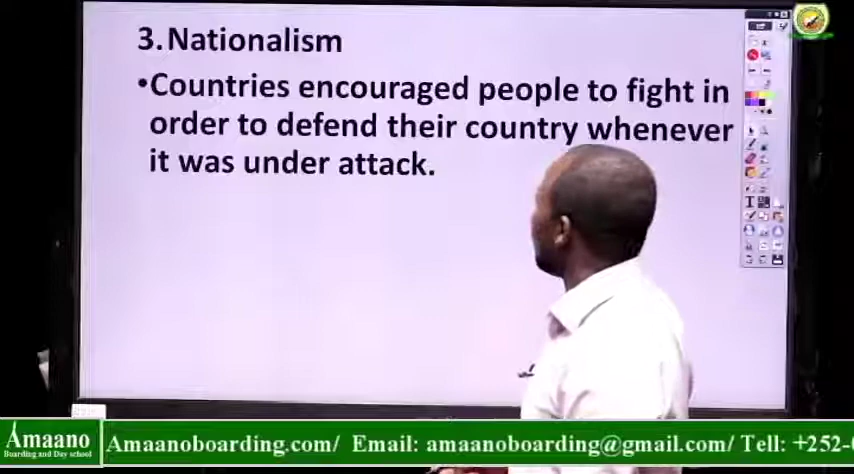 3. Nationalism
•Countries encouraged people to fight in
order to defend their country whenever
it was under attack.
Amaano
Boarding and Day school
Amaanoboarding.com/ Email: amaanoboarding@gmail.com/ Tell: +252-